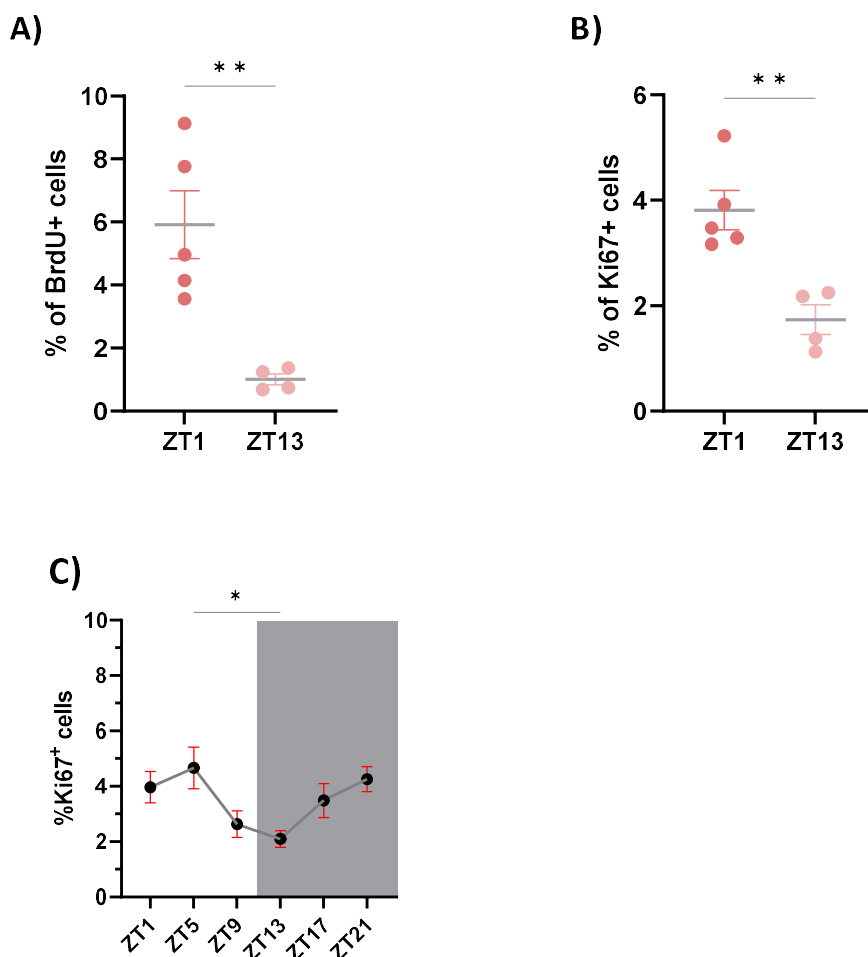 A)
* *
% of BrdU+ cells
10
8
6
4
2
0
ZT1 ZT13
B)
* *
% of Ki67+ cells
6
4
2
0
ZT1 ZT13
C)
*
%Ki67⁺ cells
10
8
6
4
2
0
ZT1 ZT5 ZT9 ZT13 ZT17 ZT21